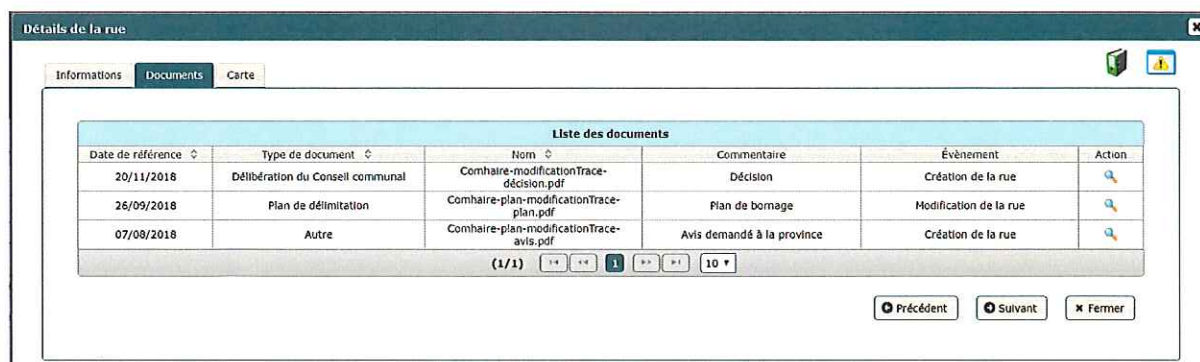 Détails de la rue
Informations Documents Carte
Liste des documents
Date de référence Type de document Nom Commentaire Évènement Action
20/11/2018 Délibération du Conseil communal Comhaire-modificationTrace-décision.pdf Décision Création de la rue
26/09/2018 Plan de délimitation Comhaire-plan-modificationTrace-plan.pdf Plan de bornage Modification de la rue
07/08/2018 Autre Comhaire-plan-modificationTrace-avis.pdf Avis demandé à la province Création de la rue
(1/1) 1 10
Précédent Suivant Fermer